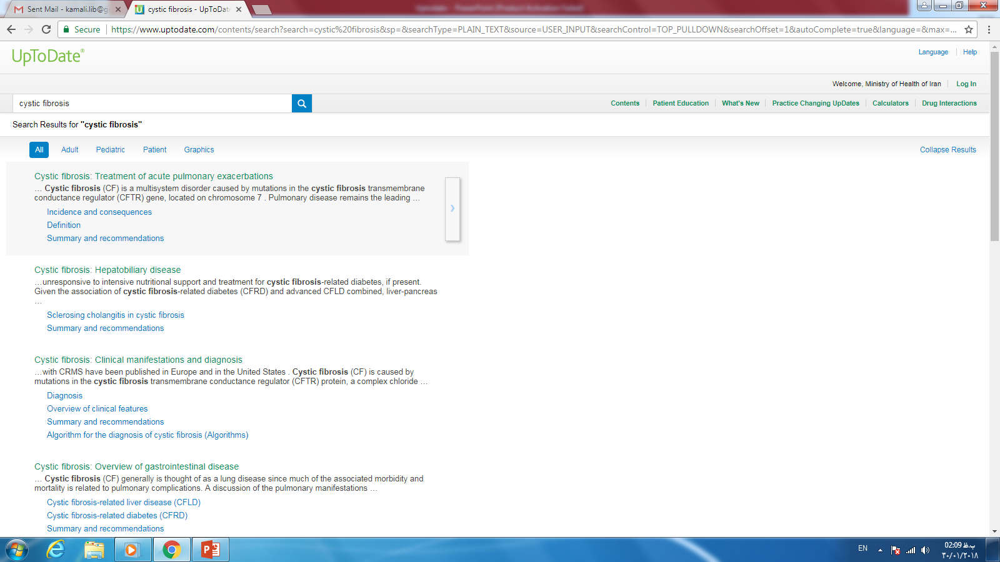 Sent Mail - kamali.lib@g
cystic fibrosis - UpToDate
Uptodate - PowerPoint (Product Activation Failed)
Secure
https://www.uptodate.com/contents/search?search=cystic%20fibrosis&sp=&searchType=PLAIN_TEXT&source=USER_INPUT&searchControl=TOP_PULLDOWN&searchOffset=1&autoComplete=true&language=&max=...
UpToDate®
Language Help
Welcome, Ministry of Health of Iran Log In
cystic fibrosis
Contents Patient Education What's New Practice Changing UpDates Calculators Drug Interactions
Search Results for "cystic fibrosis"
All Adult Pediatric Patient Graphics Collapse Results
Cystic fibrosis: Treatment of acute pulmonary exacerbations
… Cystic fibrosis (CF) is a multisystem disorder caused by mutations in the cystic fibrosis transmembrane
conductance regulator (CFTR) gene, located on chromosome 7 . Pulmonary disease remains the leading …
Incidence and consequences
Definition
Summary and recommendations
Cystic fibrosis: Hepatobiliary disease
…unresponsive to intensive nutritional support and treatment for cystic fibrosis-related diabetes, if present.
Given the association of cystic fibrosis-related diabetes (CFRD) and advanced CFLD combined, liver-pancreas
…
Sclerosing cholangitis in cystic fibrosis
Summary and recommendations
Cystic fibrosis: Clinical manifestations and diagnosis
…with CRMS have been published in Europe and in the United States . Cystic fibrosis (CF) is caused by
mutations in the cystic fibrosis transmembrane conductance regulator (CFTR) protein, a complex chloride …
Diagnosis
Overview of clinical features
Summary and recommendations
Algorithm for the diagnosis of cystic fibrosis (Algorithms)
Cystic fibrosis: Overview of gastrointestinal disease
… Cystic fibrosis (CF) generally is thought of as a lung disease since much of the associated morbidity and
mortality is related to pulmonary complications. A discussion of the pulmonary manifestations …
Cystic fibrosis-related liver disease (CFLD)
Cystic fibrosis-related diabetes (CFRD)
Summary and recommendations
EN
02:09 ب.ظ
۳۰/۰۱/۲۰۱۸